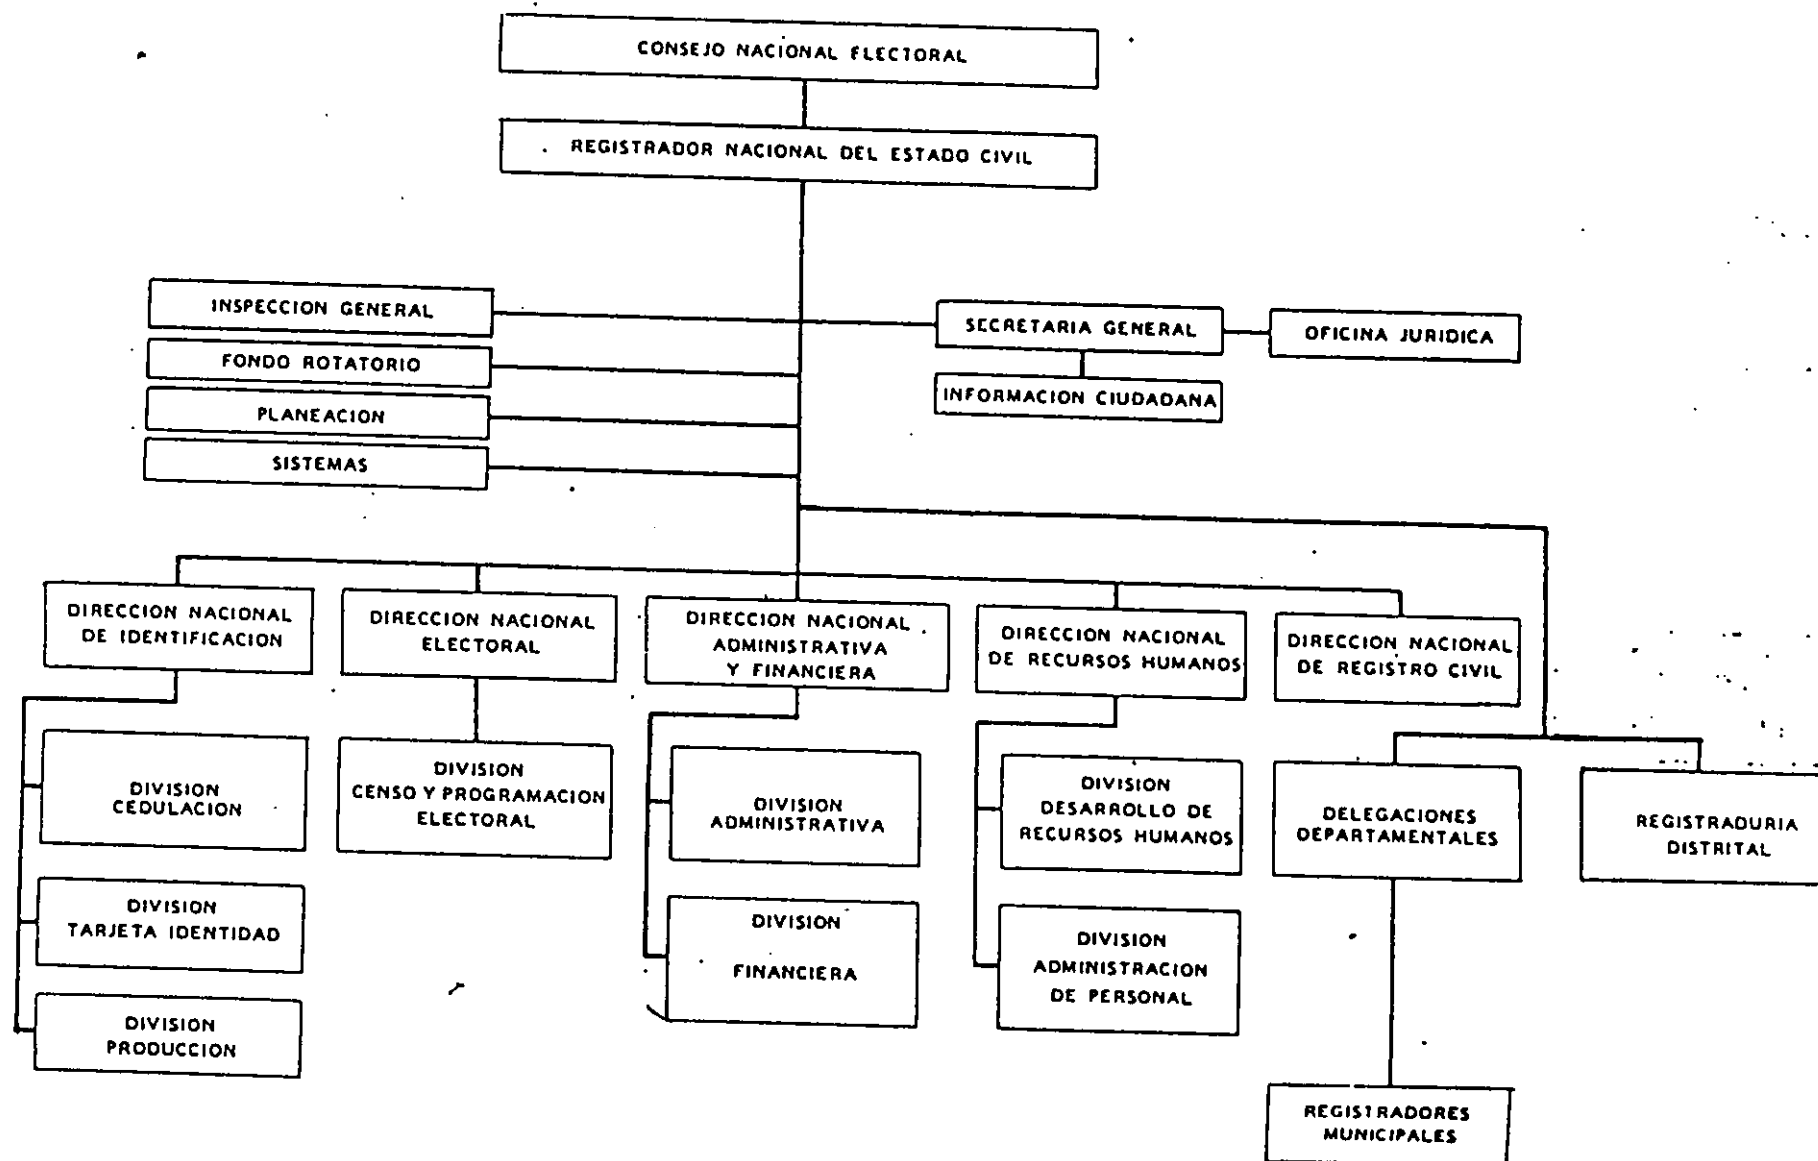 CONSEJO NACIONAL ELECTORAL
REGISTRADOR NACIONAL DEL ESTADO CIVIL
INSPECCION GENERAL
SECRETARIA GENERAL
OFICINA JURIDICA
FONDO ROTATORIO
INFORMACION CIUDADANA
PLANEACION
SISTEMAS
DIRECCION NACIONAL
DE IDENTIFICACION
DIRECCION NACIONAL
ELECTORAL
DIRECCION NACIONAL
ADMINISTRATIVA
Y FINANCIERA
DIRECCION NACIONAL
DE RECURSOS HUMANOS
DIRECCION NACIONAL
DE REGISTRO CIVIL
DIVISION
CEDULACION
DIVISION
CENSO Y PROGRAMACION
ELECTORAL
DIVISION
ADMINISTRATIVA
DIVISION
DESARROLLO DE
RECURSOS HUMANOS
DELEGACIONES
DEPARTAMENTALES
REGISTRADURIA
DISTRITAL
DIVISION
TARJETA IDENTIDAD
DIVISION
FINANCIERA
DIVISION
ADMINISTRACION
DE PERSONAL
DIVISION
PRODUCCION
REGISTRADORES
MUNICIPALES